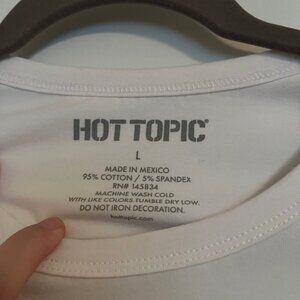 HOT TOPIC®
L
MADE IN MEXICO
95% COTTON / 5% SPANDEX
RN# 145834
MACHINE WASH COLD
WITH LIKE COLORS. TUMBLE DRY LOW.
DO NOT IRON DECORATION.
hottopic.com